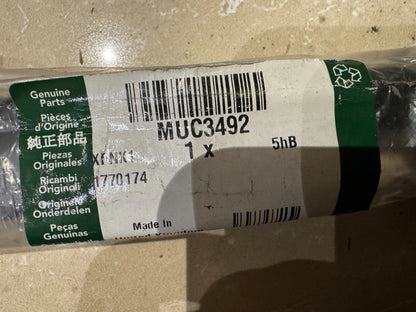 Genuine
Parts
Pièces
d'Origine
純正部品
Piezas
Originales
Ricambi
Originali
Originele
Onderdelen
Peças
Genuinas
MUC3492
1 x
5hB
1770174
Made In